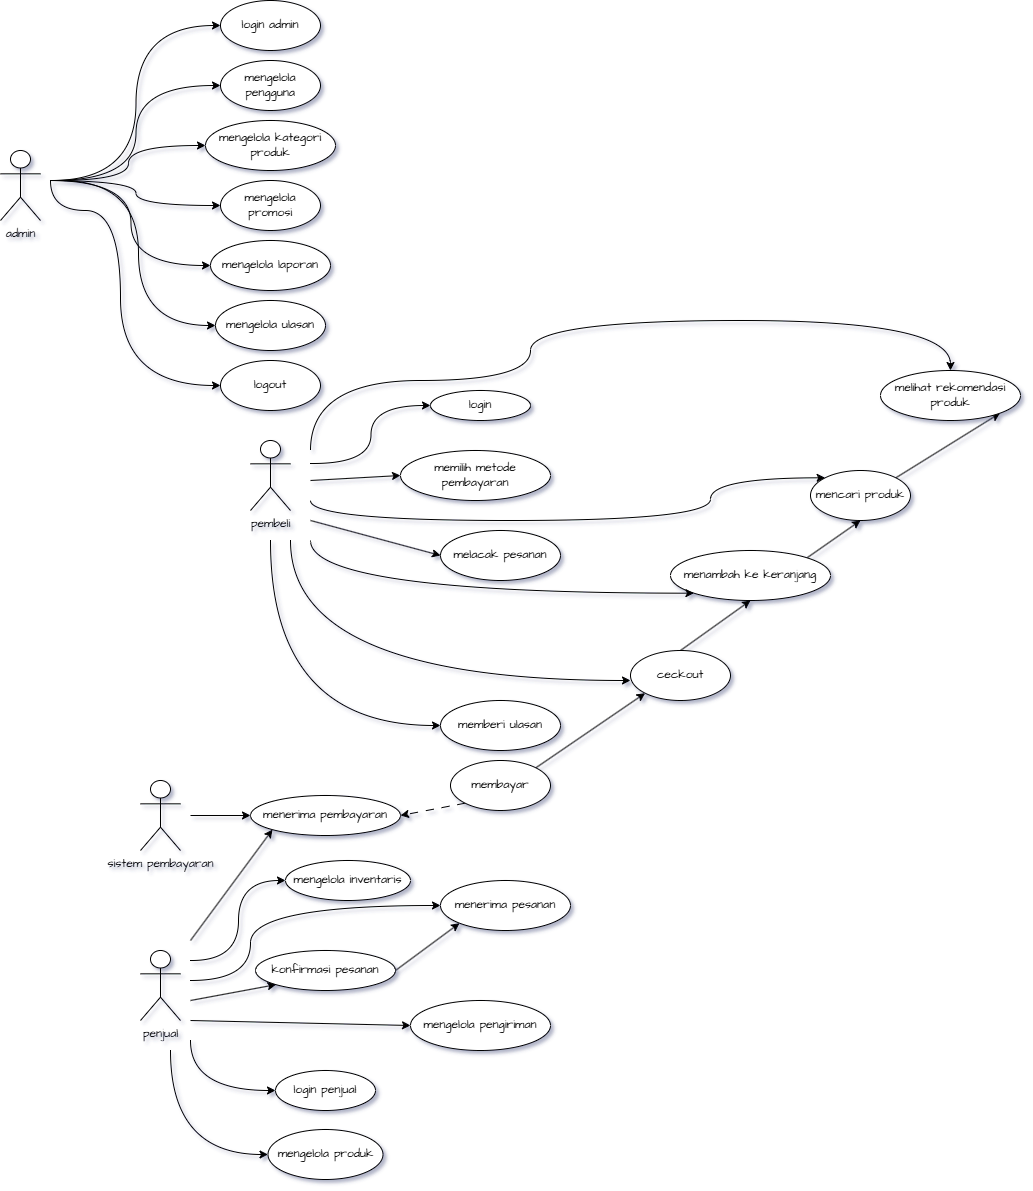 login admin
mengelola
pengguna
mengelola kategori
produk
mengelola
promosi
admin
mengelola laporan
mengelola ulasan
logout
melihat rekomendasi
produk
login
memilih metode
pembayaran
mencari produk
pembeli
melacak pesanan
menambah ke keranjang
ceckout
memberi ulasan
membayar
menerima pembayaran
sistem pembayaran
mengelola inventaris
menerima pesanan
konfirmasi pesanan
mengelola pengiriman
penjual
login penjual
mengelola produk